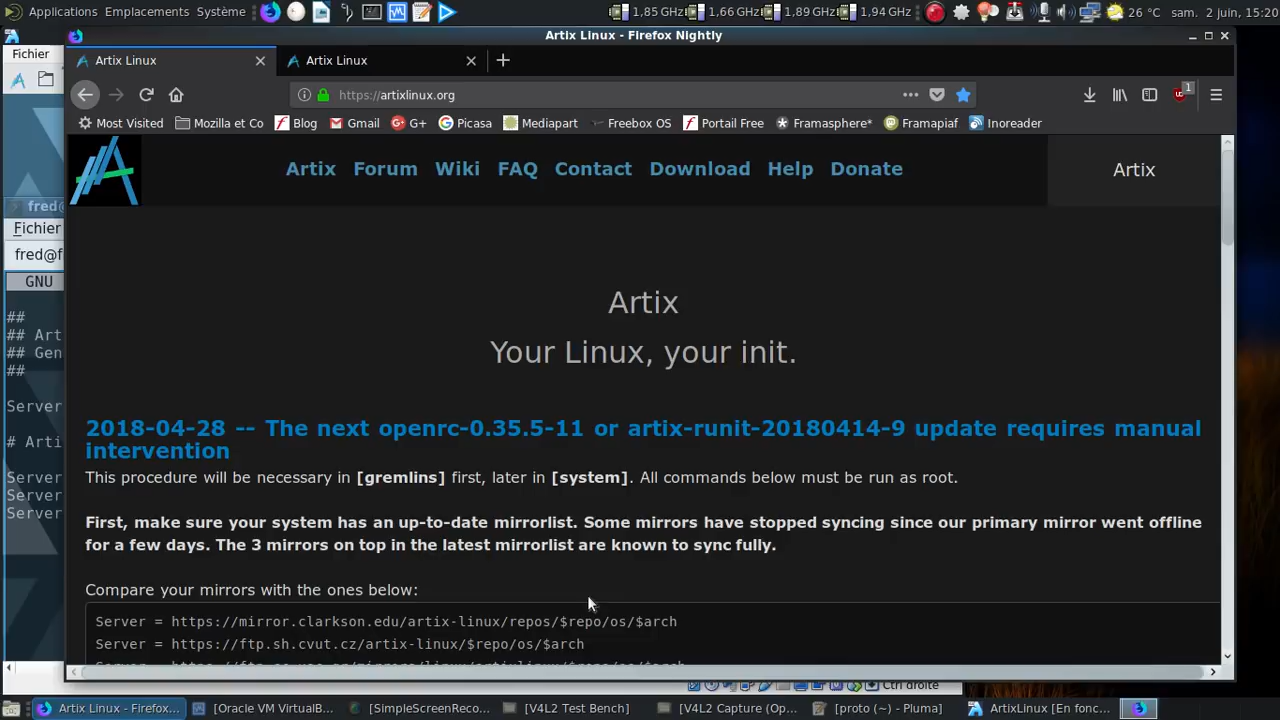 Applications Emplacements Système 1,85 GHz 1,66 GHz 1,89 GHz 1,94 GHz 26 °C sam. 2 juin, 15:20
Artix Linux - Firefox Nightly
Fichier
Artix Linux Artix Linux
https://artixlinux.org
Most Visited Mozilla et Co Blog Gmail G+ Picasa Mediapart Freebox OS Portail Free Framasphere* Framapiaf Inoreader 1
Artix Forum Wiki FAQ Contact Download Help Donate Artix
fred@
Fichier
fred@f
GNU
Artix
Your Linux, your init.
##
## Art
## Gen
##
Server
# Arti
Server
Server
Server
2018-04-28 -- The next openrc-0.35.5-11 or artix-runit-20180414-9 update requires manual
intervention
This procedure will be necessary in [gremlins] first, later in [system]. All commands below must be run as root.
First, make sure your system has an up-to-date mirrorlist. Some mirrors have stopped syncing since our primary mirror went offline
for a few days. The 3 mirrors on top in the latest mirrorlist are known to sync fully.
Compare your mirrors with the ones below:
Server = https://mirror.clarkson.edu/artix-linux/repos/$repo/os/$arch
Server = https://ftp.sh.cvut.cz/artix-linux/$repo/os/$arch
Ctrl droite
Artix Linux - Firefox... [Oracle VM VirtualB... [SimpleScreenReco... [V4L2 Test Bench] [V4L2 Capture (Op... [proto (~) - Pluma] ArtixLinux [En fonc...